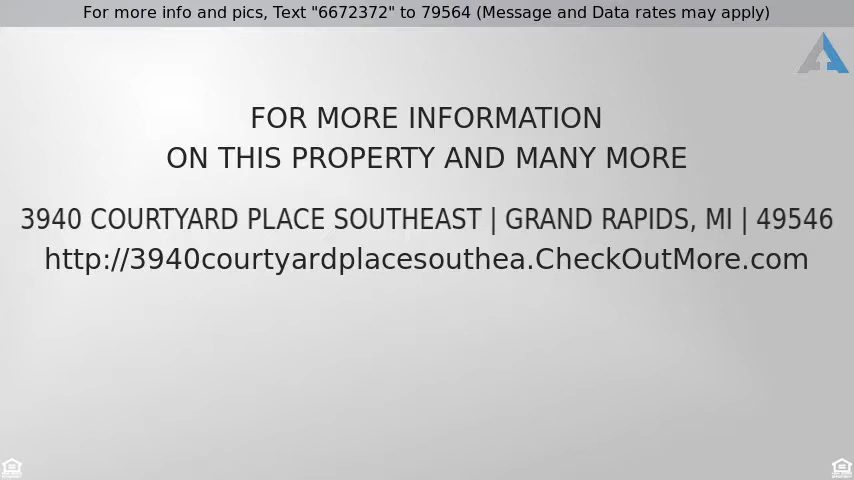 For more info and pics, Text "6672372" to 79564 (Message and Data rates may apply)
FOR MORE INFORMATION
ON THIS PROPERTY AND MANY MORE
3940 COURTYARD PLACE SOUTHEAST | GRAND RAPIDS, MI | 49546
http://3940courtyardplacesouthea.CheckOutMore.com